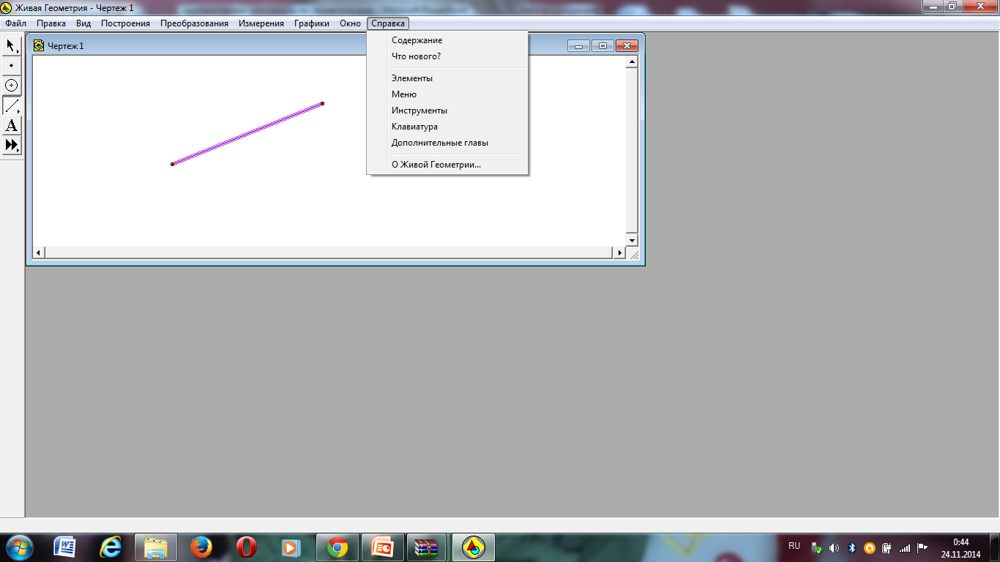 Живая Геометрия - Чертеж 1
Файл Правка Вид Построения Преобразования Измерения Графики Окно Справка
Чертеж 1
Содержание
Что нового?
Элементы
Меню
Инструменты
Клавиатура
Дополнительные главы
О Живой Геометрии...
A
RU
0:44
24.11.2014